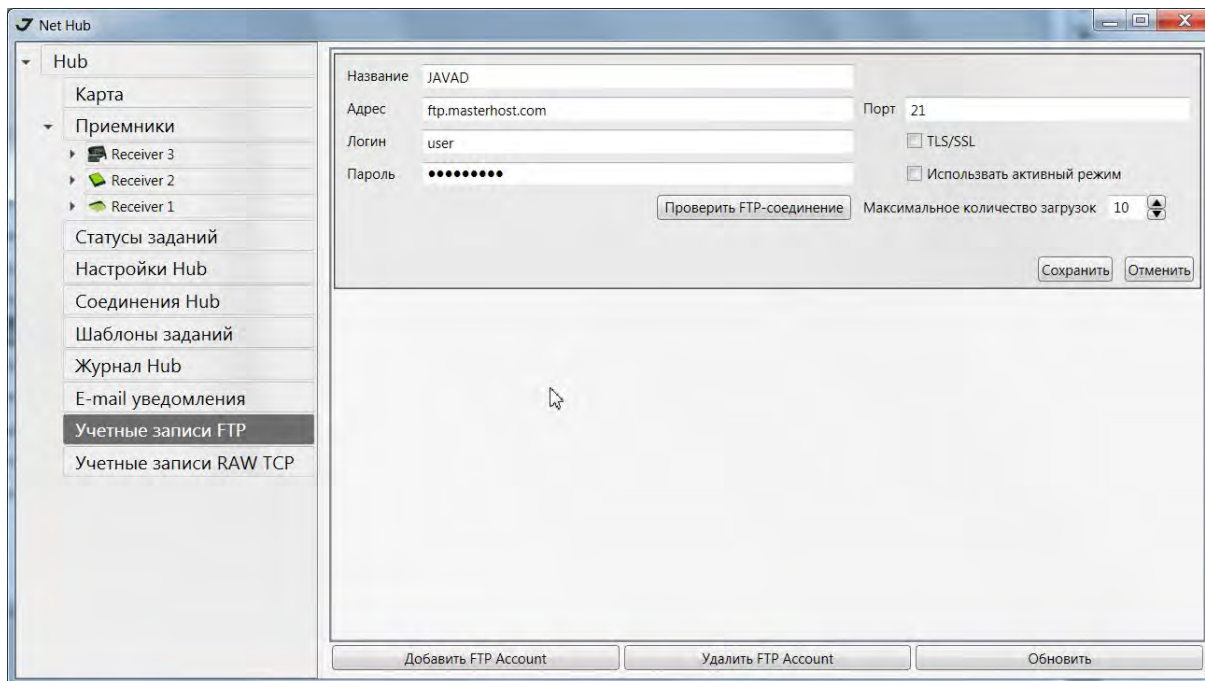 Net Hub
Hub
Карта
Приемники
Receiver 3
Receiver 2
Receiver 1
Статусы заданий
Настройки Hub
Соединения Hub
Шаблоны заданий
Журнал Hub
E-mail уведомления
Учетные записи FTP
Учетные записи RAW TCP
Название JAVAD
Адрес ftp.masterhost.com Порт 21
Логин user TLS/SSL
Пароль ●●●●●●●●● Использвать активный режим
Проверить FTP-соединение Максимальное количество загрузок 10
Сохранить Отменить
Добавить FTP Account Удалить FTP Account Обновить